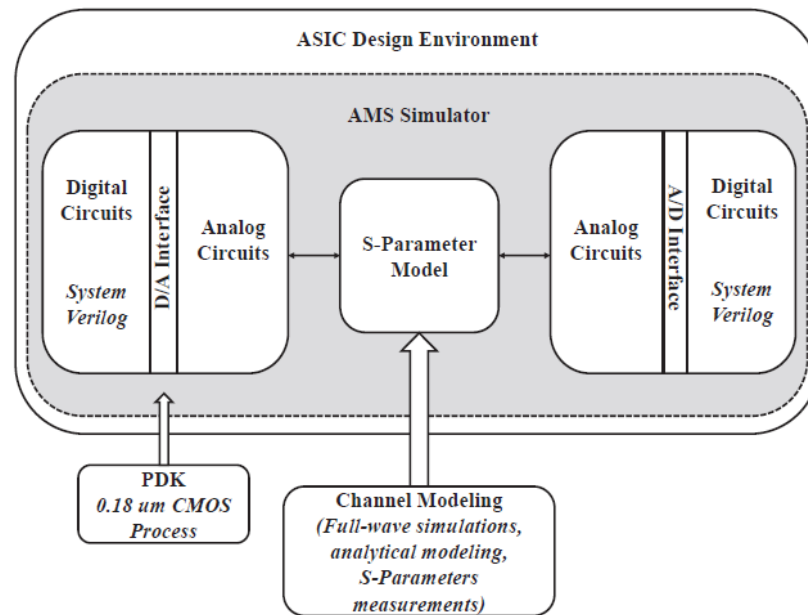 ASIC Design Environment
AMS Simulator
Digital
Circuits
System
Verilog
D/A Interface
Analog
Circuits
S-Parameter
Model
Analog
Circuits
A/D Interface
Digital
Circuits
System
Verilog
PDK
0.18 um CMOS
Process
Channel Modeling
(Full-wave simulations,
analytical modeling,
S-Parameters
measurements)